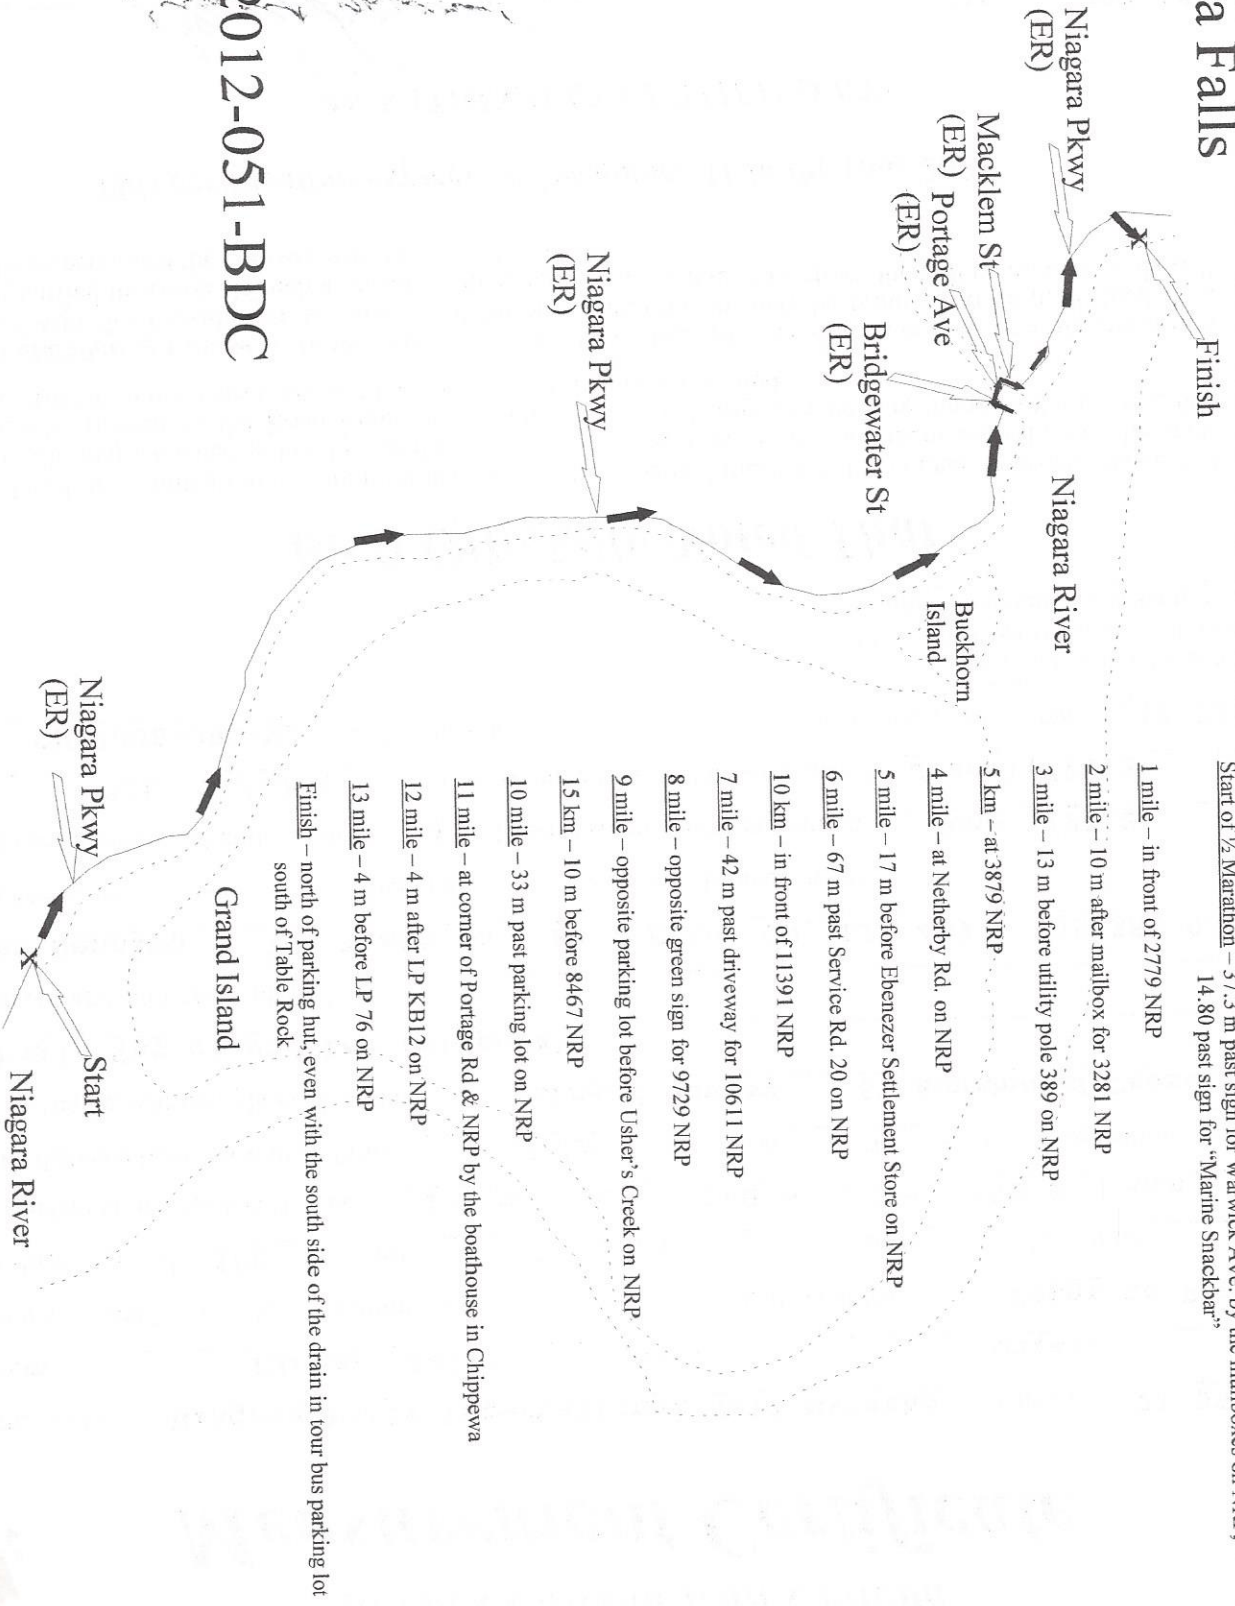 a Falls
Start of ½ Marathon – 37.3 m past sign for Warwick Ave. by the mailboxes on NRP,
14.80 past sign for “Marine Snackbar”
1 mile – in front of 2779 NRP
2 mile – 10 m after mailbox for 3281 NRP
3 mile – 13 m before utility pole 389 on NRP
5 km – at 3879 NRP
4 mile – at Netherby Rd. on NRP
5 mile – 17 m before Ebenezer Settlement Store on NRP
6 mile – 67 m past Service Rd. 20 on NRP
10 km – in front of 11391 NRP
7 mile – 42 m past driveway for 10611 NRP
8 mile – opposite green sign for 9729 NRP
9 mile – opposite parking lot before Usher's Creek on NRP
15 km – 10 m before 8467 NRP
10 mile – 33 m past parking lot on NRP
11 mile – at corner of Portage Rd & NRP by the boathouse in Chippewa
12 mile – 4 m after LP KB12 on NRP
13 mile – 4 m before LP 76 on NRP
Finish – north of parking hut, even with the south side of the drain in tour bus parking lot
south of Table Rock
Finish
Niagara Pkwy
(ER)
Macklem St
(ER)
Portage Ave
(ER)
Bridgewater St
(ER)
Niagara River
Buckhorn
Island
Niagara Pkwy
(ER)
Niagara Pkwy
(ER)
Grand Island
Start
Niagara River
012-051-BDC